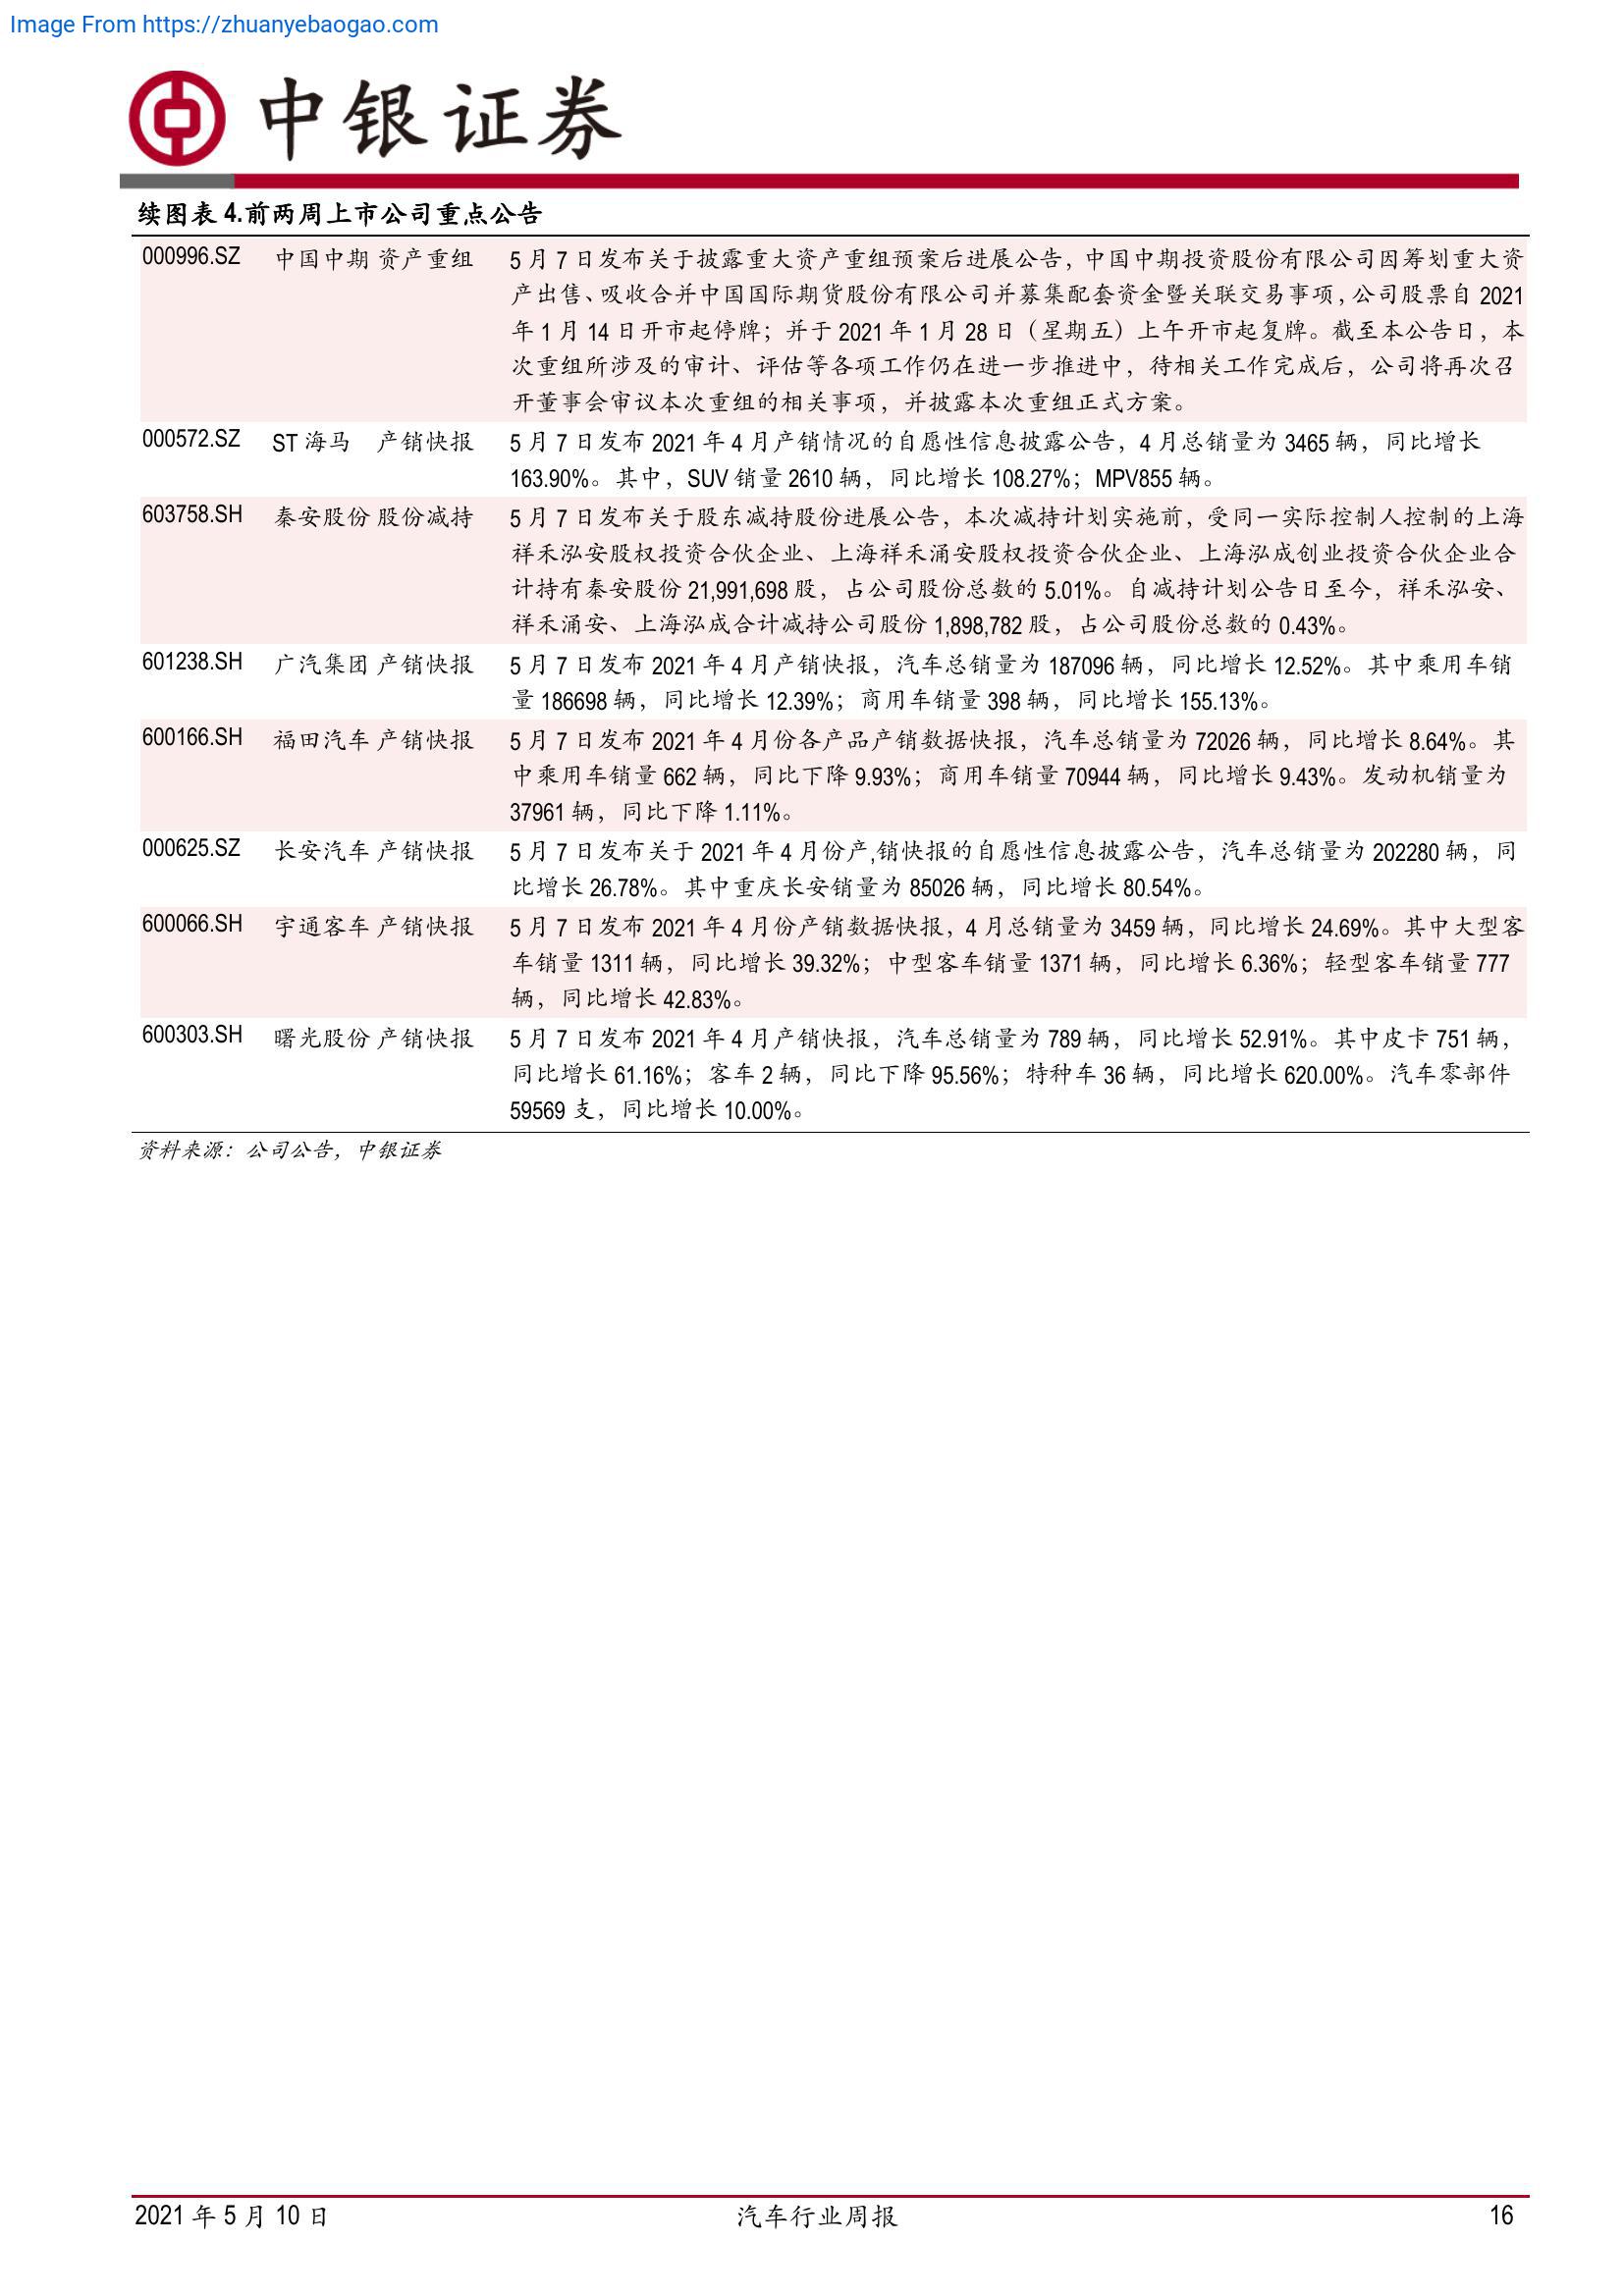 Image From https://zhuanyebaogao.com
中银证券
续图表 4.前两周上市公司重点公告
000996.SZ 中国中期 资产重组 5 月 7 日发布关于披露重大资产重组预案后进展公告，中国中期投资股份有限公司因筹划重大资
产出售、吸收合并中国国际期货股份有限公司并募集配套资金暨关联交易事项，公司股票自 2021
年 1 月 14 日开市起停牌；并于 2021 年 1 月 28 日（星期五）上午开市起复牌。截至本公告日，本
次重组所涉及的审计、评估等各项工作仍在进一步推进中，待相关工作完成后，公司将再次召
开董事会审议本次重组的相关事项，并披露本次重组正式方案。
000572.SZ ST 海马 产销快报 5 月 7 日发布 2021 年 4 月产销情况的自愿性信息披露公告，4 月总销量为 3465 辆，同比增长
163.90%。其中，SUV 销量 2610 辆，同比增长 108.27%；MPV855 辆。
603758.SH 秦安股份 股份减持 5 月 7 日发布关于股东减持股份进展公告，本次减持计划实施前，受同一实际控制人控制的上海
祥禾泓安股权投资合伙企业、上海祥禾涌安股权投资合伙企业、上海泓成创业投资合伙企业合
计持有秦安股份 21,991,698 股，占公司股份总数的 5.01%。自减持计划公告日至今，祥禾泓安、
祥禾涌安、上海泓成合计减持公司股份 1,898,782 股，占公司股份总数的 0.43%。
601238.SH 广汽集团 产销快报 5 月 7 日发布 2021 年 4 月产销快报，汽车总销量为 187096 辆，同比增长 12.52%。其中乘用车销
量 186698 辆，同比增长 12.39%；商用车销量 398 辆，同比增长 155.13%。
600166.SH 福田汽车 产销快报 5 月 7 日发布 2021 年 4 月份各产品产销数据快报，汽车总销量为 72026 辆，同比增长 8.64%。其
中乘用车销量 662 辆，同比下降 9.93%；商用车销量 70944 辆，同比增长 9.43%。发动机销量为
37961 辆，同比下降 1.11%。
000625.SZ 长安汽车 产销快报 5 月 7 日发布关于 2021 年 4 月份产,销快报的自愿性信息披露公告，汽车总销量为 202280 辆，同
比增长 26.78%。其中重庆长安销量为 85026 辆，同比增长 80.54%。
600066.SH 宇通客车 产销快报 5 月 7 日发布 2021 年 4 月份产销数据快报，4 月总销量为 3459 辆，同比增长 24.69%。其中大型客
车销量 1311 辆，同比增长 39.32%；中型客车销量 1371 辆，同比增长 6.36%；轻型客车销量 777
辆，同比增长 42.83%。
600303.SH 曙光股份 产销快报 5 月 7 日发布 2021 年 4 月产销快报，汽车总销量为 789 辆，同比增长 52.91%。其中皮卡 751 辆，
同比增长 61.16%；客车 2 辆，同比下降 95.56%；特种车 36 辆，同比增长 620.00%。汽车零部件
59569 支，同比增长 10.00%。
资料来源：公司公告，中银证券
2021 年 5 月 10 日 汽车行业周报 16